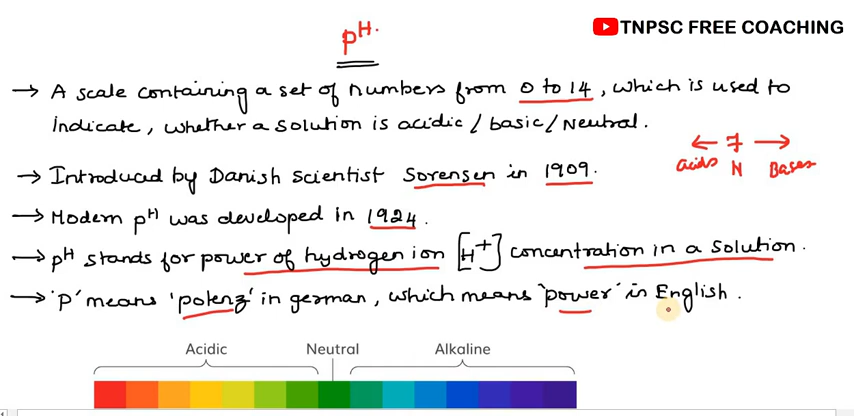 TNPSC FREE COACHING
pH.
→ A scale containing a set of numbers from 0 to 14, which is used to
indicate, whether a solution is acidic/basic/Neutral.
← 7 →
acids N Bases
→ Introduced by Danish scientist Sorensen in 1909.
→ Modern pH was developed in 1924.
→ pH stands for power of hydrogen ion [H+] concentration in a solution.
→ 'P' means 'potenz' in german, which means 'power' in English.
Acidic Neutral Alkaline